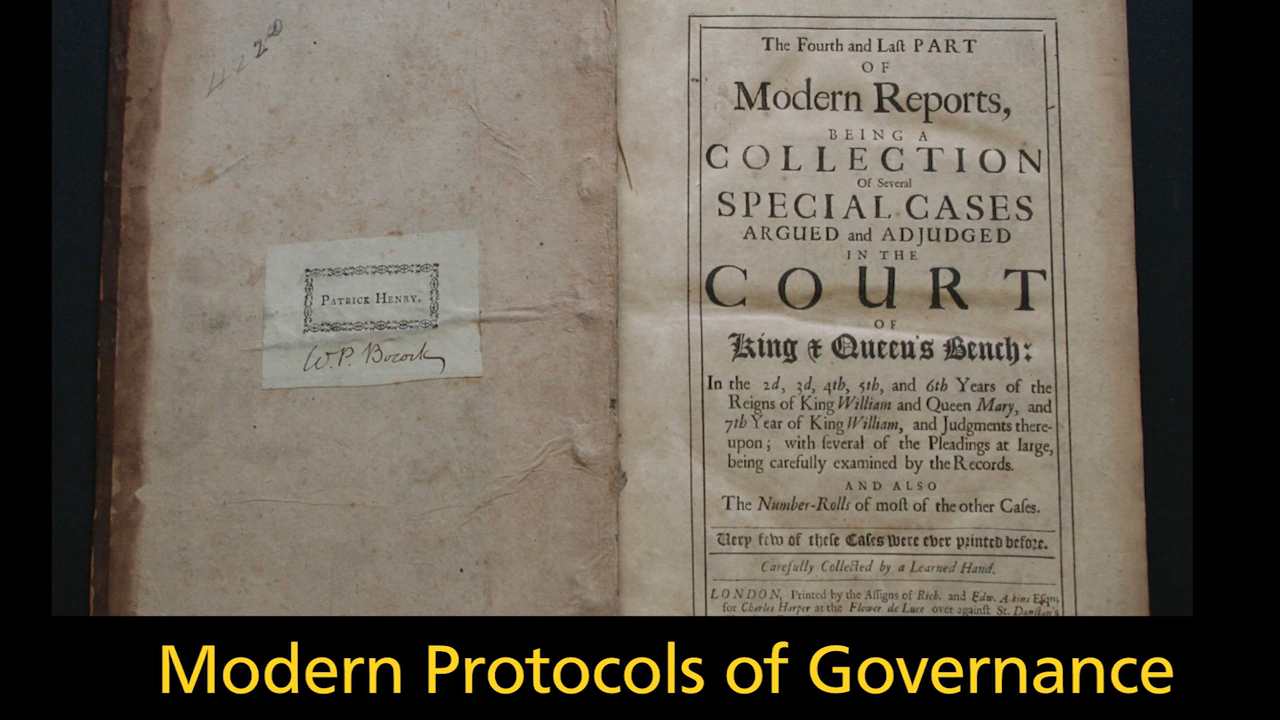 422
PATRICK HENRY.
W. P. Bocock
The Fourth and Laſt PART
OF
Modern Reports,
BEING A
COLLECTION
Of Several
SPECIAL CASES
ARGUED and ADJUDGED
IN THE
COURT
OF
King & Queen's Bench:
In the 2d, 3d, 4th, 5th, and 6th Years of the
Reigns of King William and Queen Mary, and
7th Year of King William, and Judgments there-
upon; with ſeveral of the Pleadings at large,
being carefully examined by the Records.
AND ALSO
The Number-Rolls of moſt of the other Caſes.
Very few of theſe Caſes were ever printed before.
Carefully Collected by a Learned Hand.
LONDON, Printed by the Aſſigns of Rich. and Edw. Atkins Eſqrs,
for Charles Harper at the Flower de Luce over againſt St. Dunſtan's
Modern Protocols of Governance